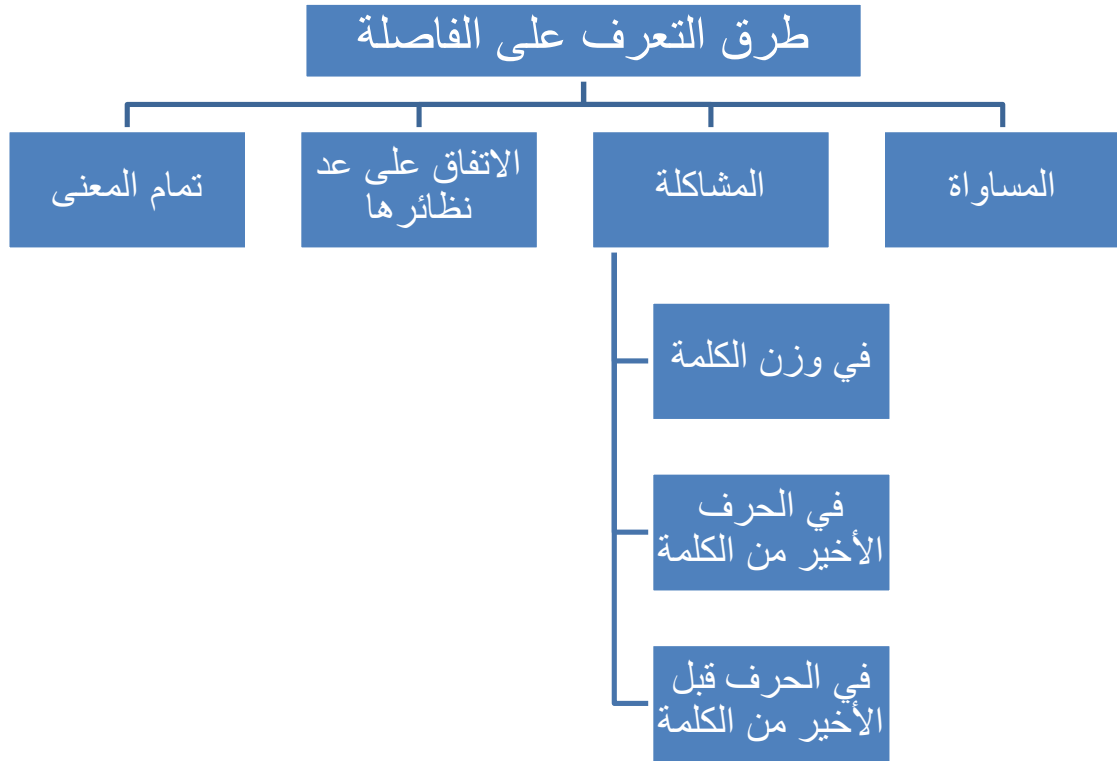 طرق التعرف على الفاصلة
المساواة
المشاكلة
الاتفاق على عد
نظائرها
تمام المعنى
في وزن الكلمة
في الحرف
الأخير من الكلمة
في الحرف قبل
الأخير من الكلمة